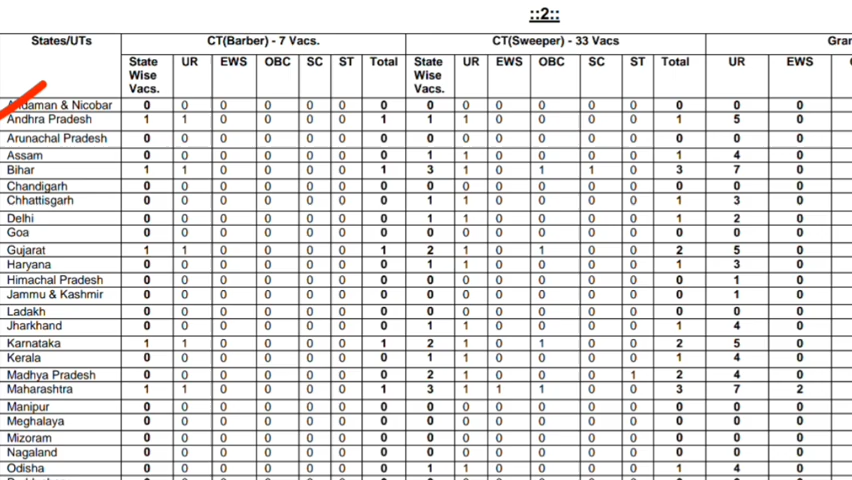 ::2::
States/UTs CT(Barber) - 7 Vacs. CT(Sweeper) - 33 Vacs
State Wise Vacs. UR EWS OBC SC ST Total State Wise Vacs. UR EWS OBC SC ST Total UR EWS
Andaman & Nicobar 0 0 0 0 0 0 0 0 0 0 0 0 0 0 0 0
Andhra Pradesh 1 1 0 0 0 0 1 1 1 0 0 0 0 1 5 0
Arunachal Pradesh 0 0 0 0 0 0 0 0 0 0 0 0 0 0 0 0
Assam 0 0 0 0 0 0 0 1 1 0 0 0 0 1 4 0
Bihar 1 1 0 0 0 0 1 3 1 0 1 1 0 3 7 0
Chandigarh 0 0 0 0 0 0 0 0 0 0 0 0 0 0 0 0
Chhattisgarh 0 0 0 0 0 0 0 1 1 0 0 0 0 1 3 0
Delhi 0 0 0 0 0 0 0 1 1 0 0 0 0 1 2 0
Goa 0 0 0 0 0 0 0 0 0 0 0 0 0 0 0 0
Gujarat 1 1 0 0 0 0 1 2 1 0 1 0 0 2 5 0
Haryana 0 0 0 0 0 0 0 1 1 0 0 0 0 1 3 0
Himachal Pradesh 0 0 0 0 0 0 0 0 0 0 0 0 0 0 1 0
Jammu & Kashmir 0 0 0 0 0 0 0 0 0 0 0 0 0 0 1 0
Ladakh 0 0 0 0 0 0 0 0 0 0 0 0 0 0 0 0
Jharkhand 0 0 0 0 0 0 0 1 1 0 0 0 0 1 4 0
Karnataka 1 1 0 0 0 0 1 2 1 0 1 0 0 2 5 0
Kerala 0 0 0 0 0 0 0 1 1 0 0 0 0 1 4 0
Madhya Pradesh 0 0 0 0 0 0 0 2 1 0 0 0 1 2 4 0
Maharashtra 1 1 0 0 0 0 1 3 1 1 1 0 0 3 7 2
Manipur 0 0 0 0 0 0 0 0 0 0 0 0 0 0 0 0
Meghalaya 0 0 0 0 0 0 0 0 0 0 0 0 0 0 0 0
Mizoram 0 0 0 0 0 0 0 0 0 0 0 0 0 0 0 0
Nagaland 0 0 0 0 0 0 0 0 0 0 0 0 0 0 0 0
Odisha 0 0 0 0 0 0 0 1 1 0 0 0 0 1 4 0